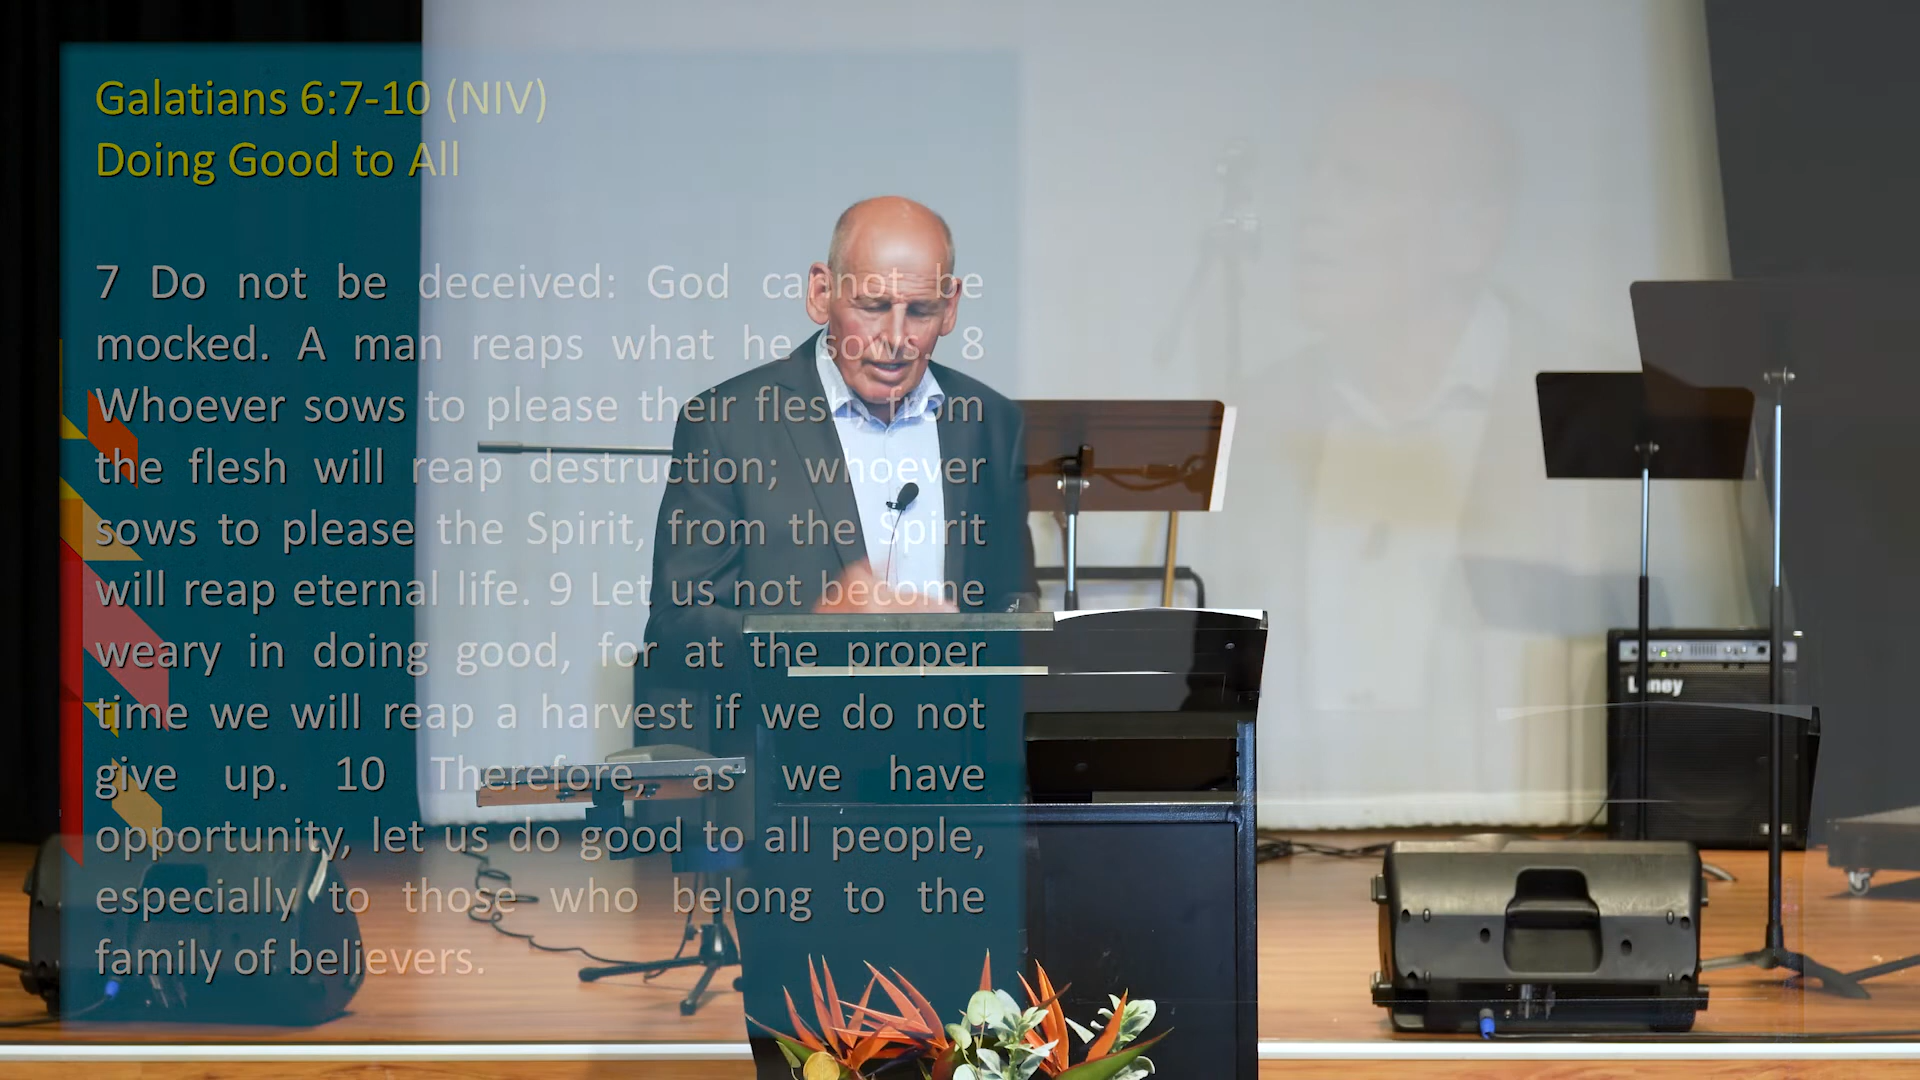 Galatians 6:7-10 (NIV)
Doing Good to All
7 Do not be deceived: God cannot be
mocked. A man reaps what he sows. 8
Whoever sows to please their flesh, from
the flesh will reap destruction; whoever
sows to please the Spirit, from the Spirit
will reap eternal life. 9 Let us not become
weary in doing good, for at the proper
time we will reap a harvest if we do not
give up. 10 Therefore, as we have
opportunity, let us do good to all people,
especially to those who belong to the
family of believers.
Laney